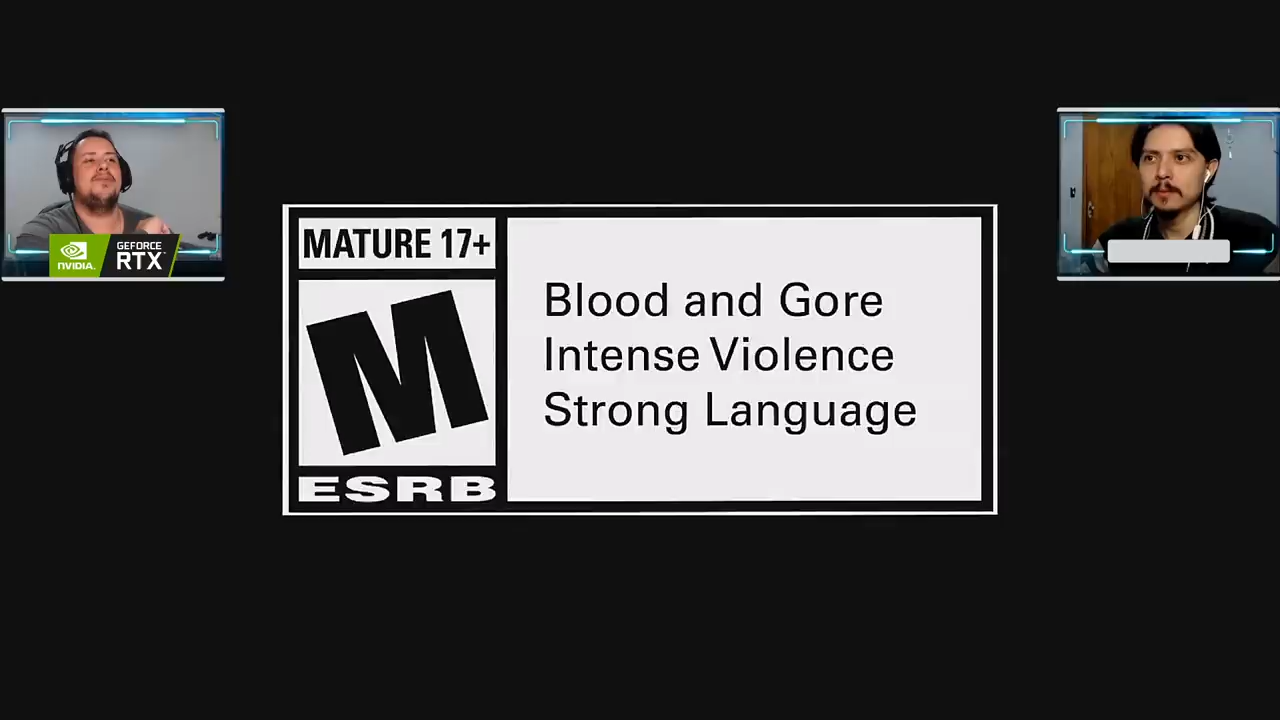 MATURE 17+
M
ESRB
Blood and Gore
Intense Violence
Strong Language
NVIDIA.
GEFORCE
RTX